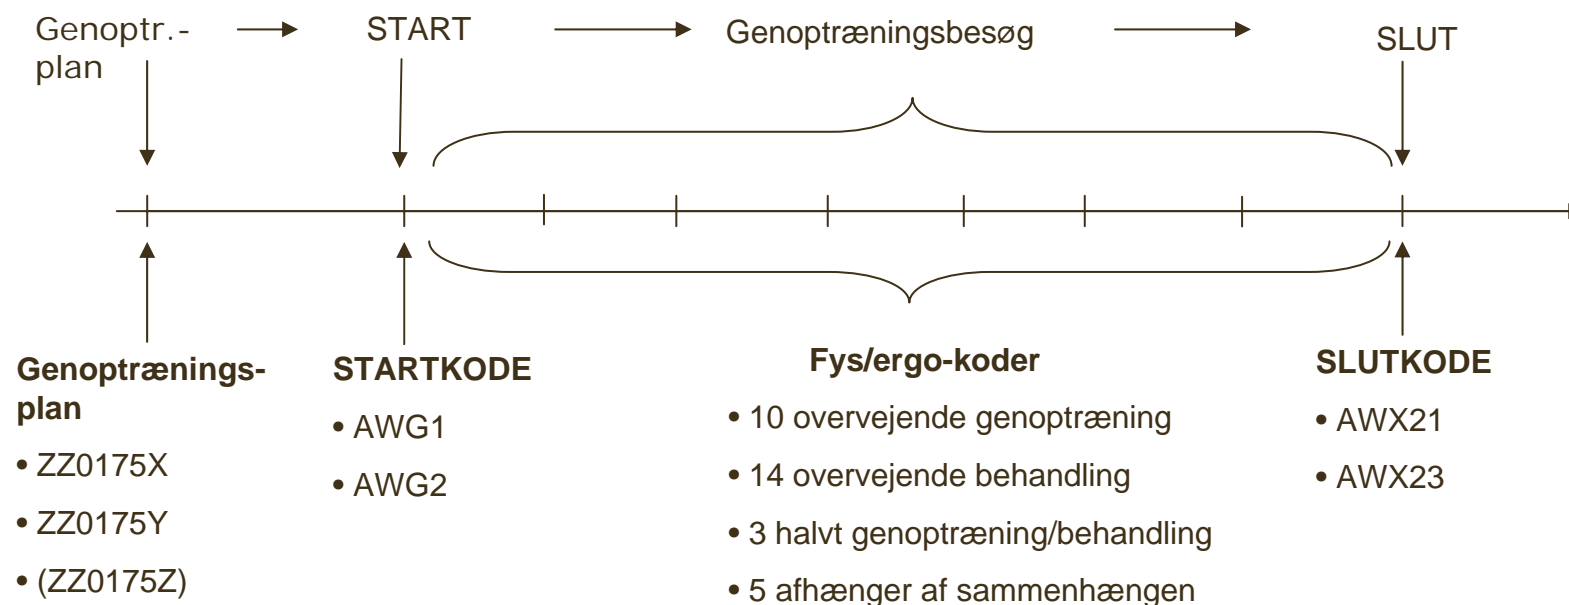 Genoptr.-
plan
START
Genoptræningsbesøg
SLUT
Genoptrænings-
plan
• ZZ0175X
• ZZ0175Y
• (ZZ0175Z)
STARTKODE
• AWG1
• AWG2
Fys/ergo-koder
• 10 overvejende genoptræning
• 14 overvejende behandling
• 3 halvt genoptræning/behandling
• 5 afhænger af sammenhængen
SLUTKODE
• AWX21
• AWX23